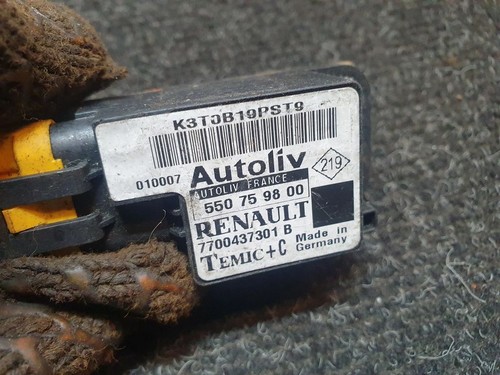 K3T0B19PST9
010007
Autoliv
219
AUTOLIV FRANCE
550 75 98 00
RENAULT
7700437301 B
TEMIC+C
Made in
Germany